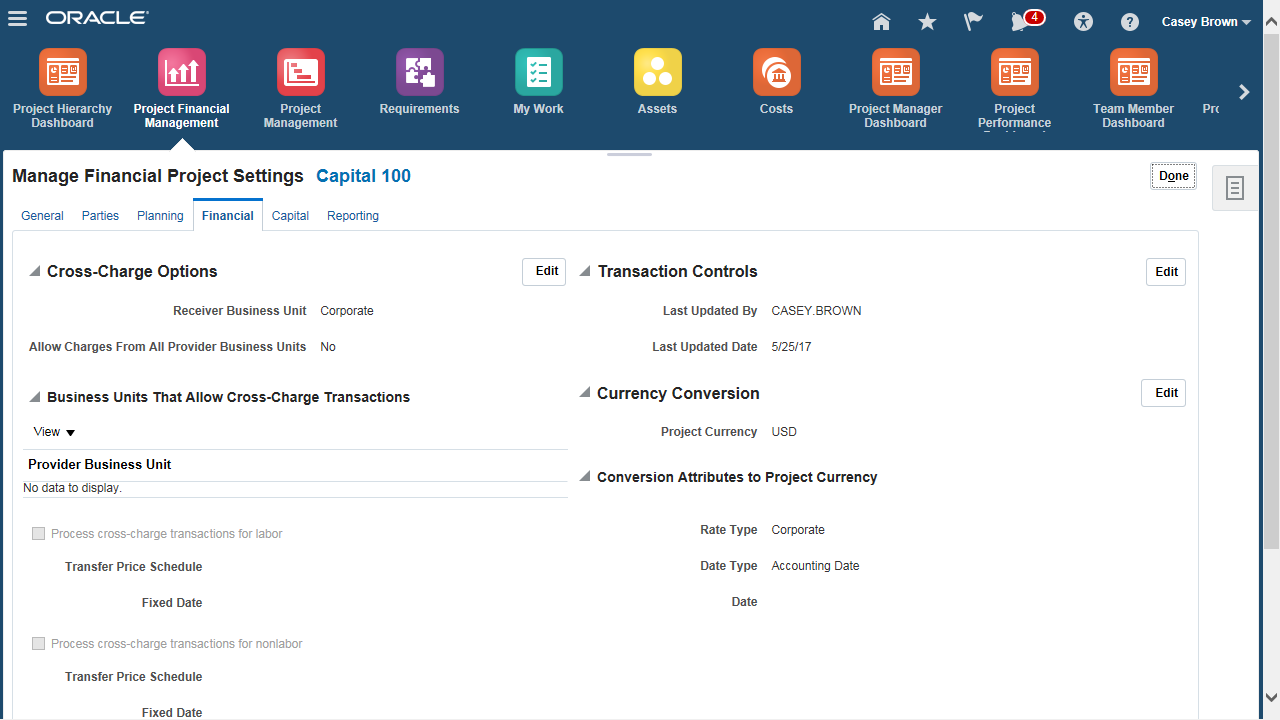 ORACLE
4
Casey Brown
Project Hierarchy
Dashboard
Project Financial
Management
Project
Management
Requirements
My Work
Assets
Costs
Project Manager
Dashboard
Project
Performance
Team Member
Dashboard
Manage Financial Project Settings Capital 100
Done
General Parties Planning Financial Capital Reporting
Cross-Charge Options
Edit
Receiver Business Unit Corporate
Allow Charges From All Provider Business Units No
Business Units That Allow Cross-Charge Transactions
View
Provider Business Unit
No data to display.
Process cross-charge transactions for labor
Transfer Price Schedule
Fixed Date
Process cross-charge transactions for nonlabor
Transfer Price Schedule
Fixed Date
Transaction Controls
Edit
Last Updated By CASEY.BROWN
Last Updated Date 5/25/17
Currency Conversion
Edit
Project Currency USD
Conversion Attributes to Project Currency
Rate Type Corporate
Date Type Accounting Date
Date